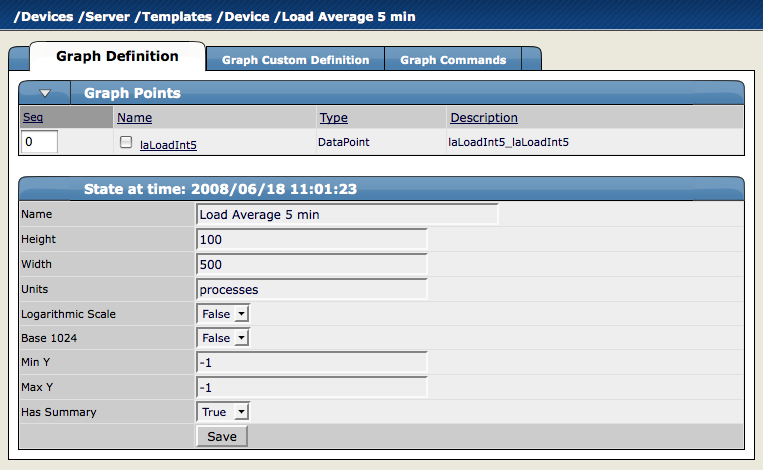 /Devices /Server /Templates /Device /Load Average 5 min
Graph Definition Graph Custom Definition Graph Commands
Graph Points
Seq Name Type Description
0 laLoadInt5 DataPoint laLoadInt5_laLoadInt5
State at time: 2008/06/18 11:01:23
Name Load Average 5 min
Height 100
Width 500
Units processes
Logarithmic Scale False
Base 1024 False
Min Y -1
Max Y -1
Has Summary True
Save